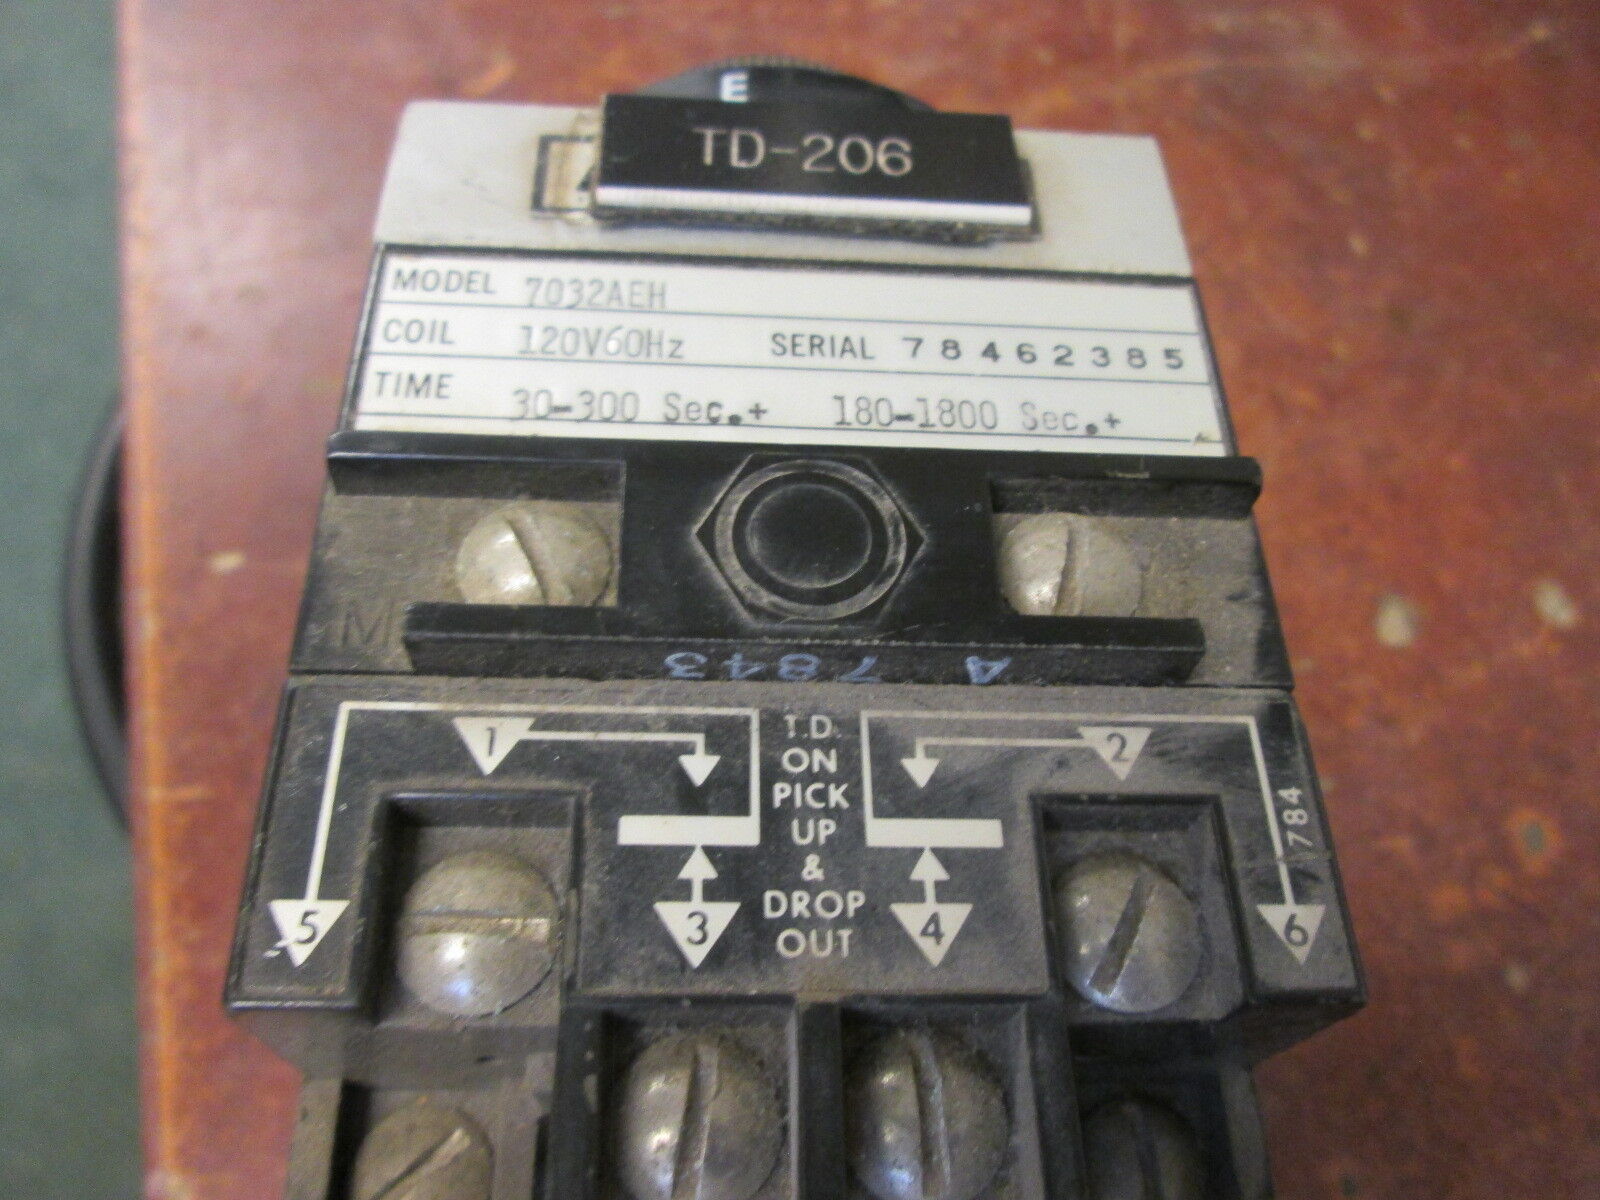 E
TD-206
MODEL 7032AEH
COIL 120V60Hz SERIAL 78462385
TIME 30-300 Sec.+ 180-1800 Sec.+
M
A 7843
1 T.D. 2
ON
PICK
UP
784
&
5 3 DROP 4 6
OUT